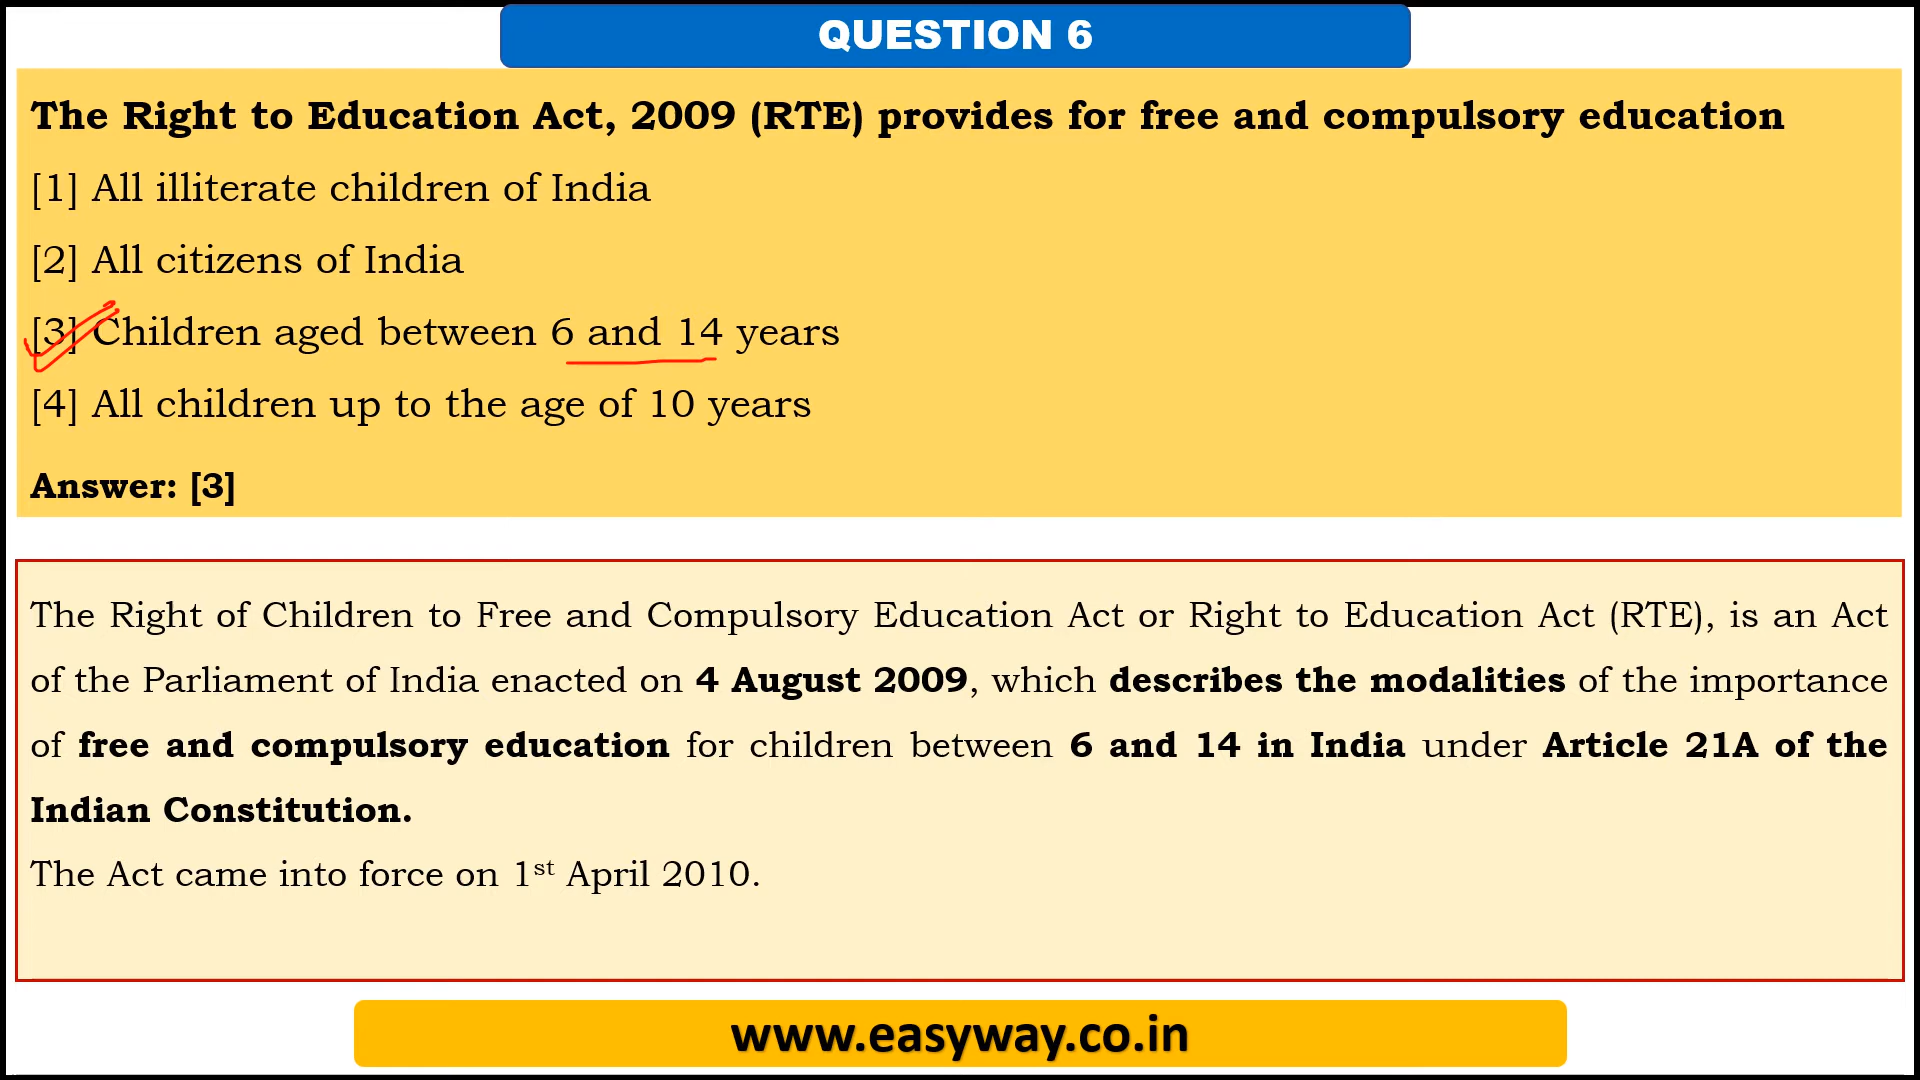 QUESTION 6
The Right to Education Act, 2009 (RTE) provides for free and compulsory education
[1] All illiterate children of India
[2] All citizens of India
[3] Children aged between 6 and 14 years
[4] All children up to the age of 10 years
Answer: [3]
The Right of Children to Free and Compulsory Education Act or Right to Education Act (RTE), is an Act
of the Parliament of India enacted on 4 August 2009, which describes the modalities of the importance
of free and compulsory education for children between 6 and 14 in India under Article 21A of the
Indian Constitution.
The Act came into force on 1st April 2010.
www.easyway.co.in